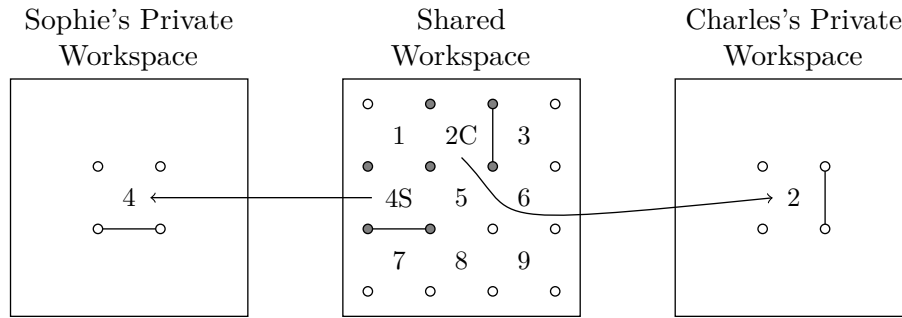 Sophie's Private
Workspace
Shared
Workspace
Charles's Private
Workspace
1 2C 3
4 4S 5 6 2
7 8 9